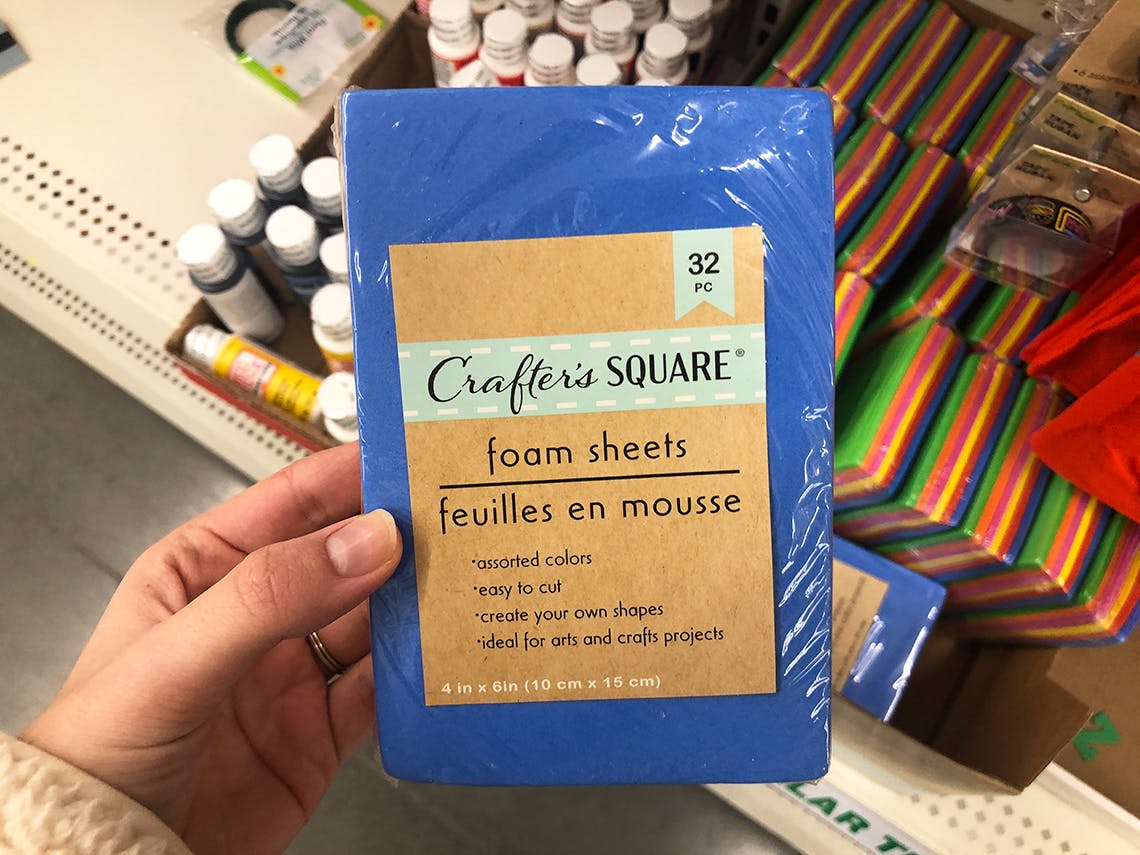 32
PC
Crafter's SQUARE®
foam sheets
feuilles en mousse
•assorted colors
•easy to cut
•create your own shapes
•ideal for arts and crafts projects
4 in x 6in (10 cm x 15 cm)